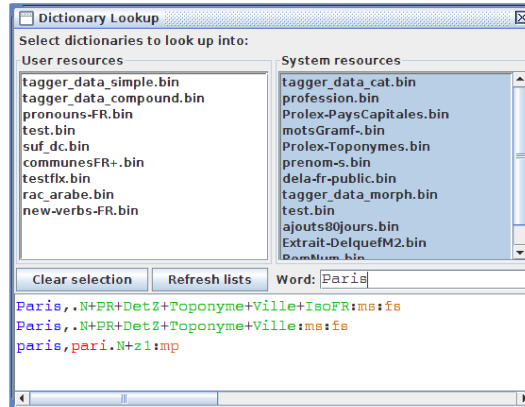 Dictionary Lookup
Select dictionaries to look up into:
User resources
tagger_data_simple.bin
tagger_data_compound.bin
pronouns-FR.bin
test.bin
suf_dc.bin
communesFR+.bin
testflx.bin
rac_arabe.bin
new-verbs-FR.bin
System resources
tagger_data_cat.bin
profession.bin
Prolex-PaysCapitales.bin
motsGramf-.bin
Prolex-Toponymes.bin
prenom-s.bin
dela-fr-public.bin
tagger_data_morph.bin
test.bin
ajouts80jours.bin
Extrait-DelquefM2.bin
RomNum.bin
Clear selection Refresh lists Word: Paris
Paris,.N+PR+DetZ+Toponyme+Ville+IsoFR:ms:fs
Paris,.N+PR+DetZ+Toponyme+Ville:ms:fs
paris,pari.N+z1:mp